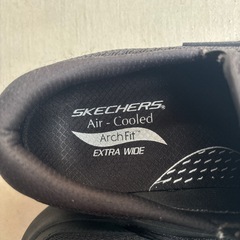 SKECHERS
Air - Cooled
Arch Fit
EXTRA WIDE